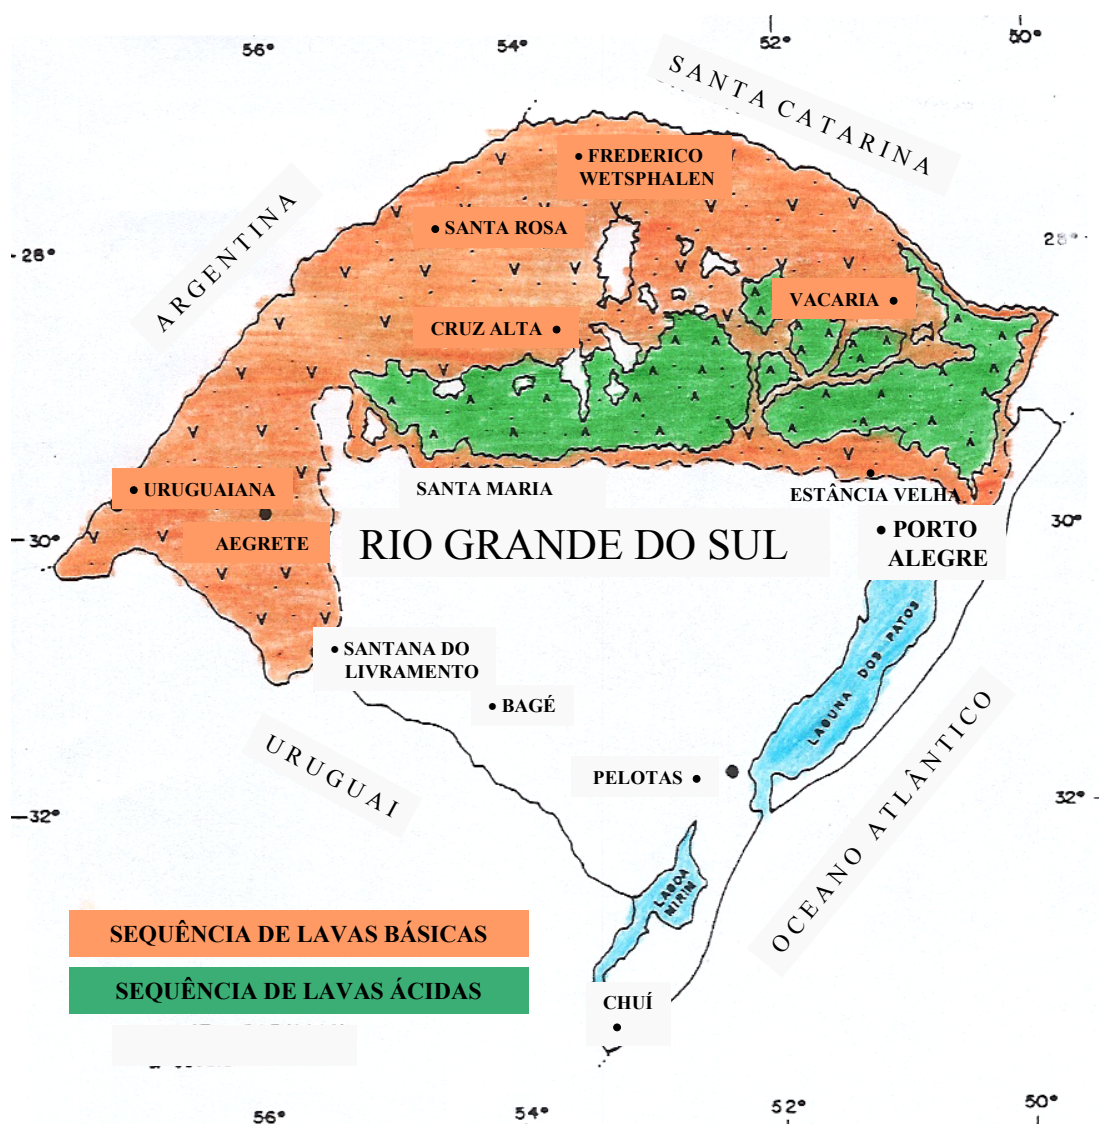 56°
54°
52°
50°
SANTA CATARINA
ARGENTINA
• FREDERICO
WETSPHALEN
• SANTA ROSA
28°
28°
VACARIA •
CRUZ ALTA •
• URUGUAIANA
SANTA MARIA
ESTÂNCIA VELHA
AEGRETE
RIO GRANDE DO SUL
• PORTO
ALEGRE
30°
30°
• SANTANA DO
LIVRAMENTO
• BAGÉ
LAGUNA DOS PATOS
URUGUAI
PELOTAS •
OCEANO ATLÂNTICO
32°
32°
LAGOA
MIRIM
SEQUÊNCIA DE LAVAS BÁSICAS
SEQUÊNCIA DE LAVAS ÁCIDAS
CHUÍ
56°
54°
52°
50°